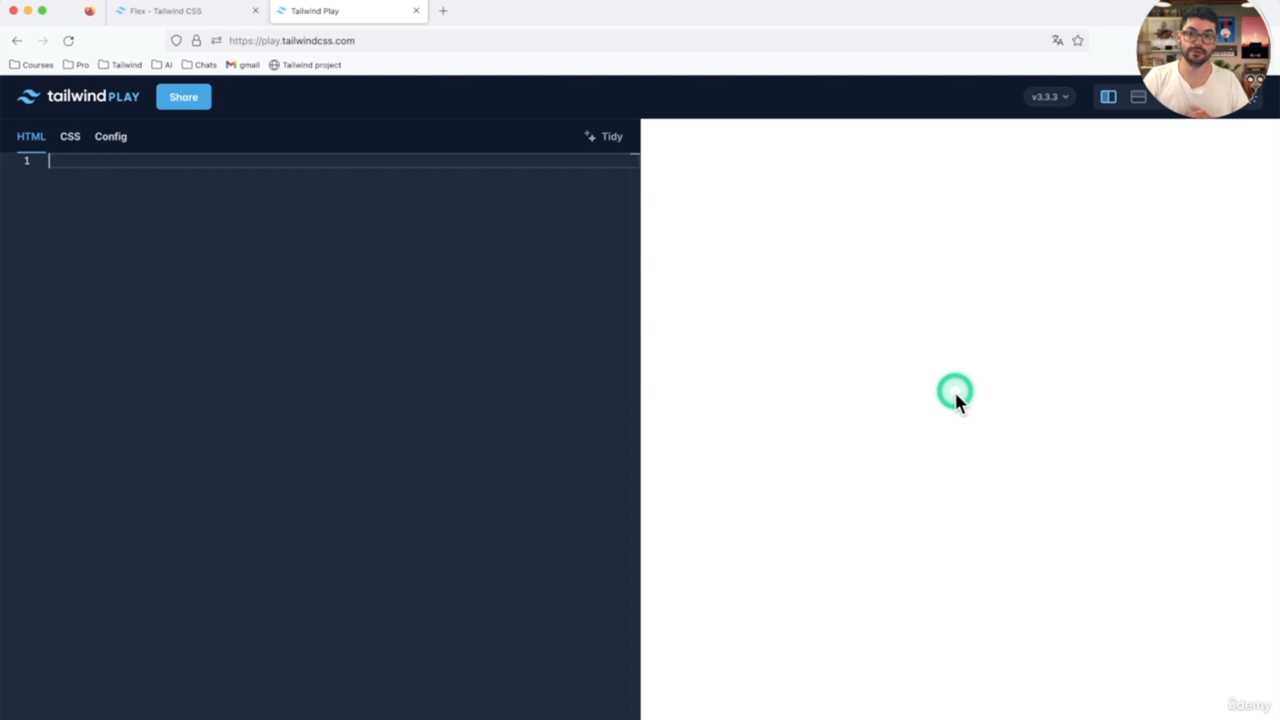 Flex - Tailwind CSS
Tailwind Play
https://play.tailwindcss.com
Courses
Pro
Tailwind
AI
Chats
gmail
Tailwind project
tailwind PLAY
Share
v3.3.3
HTML
CSS
Config
Tidy
1
ûdemy